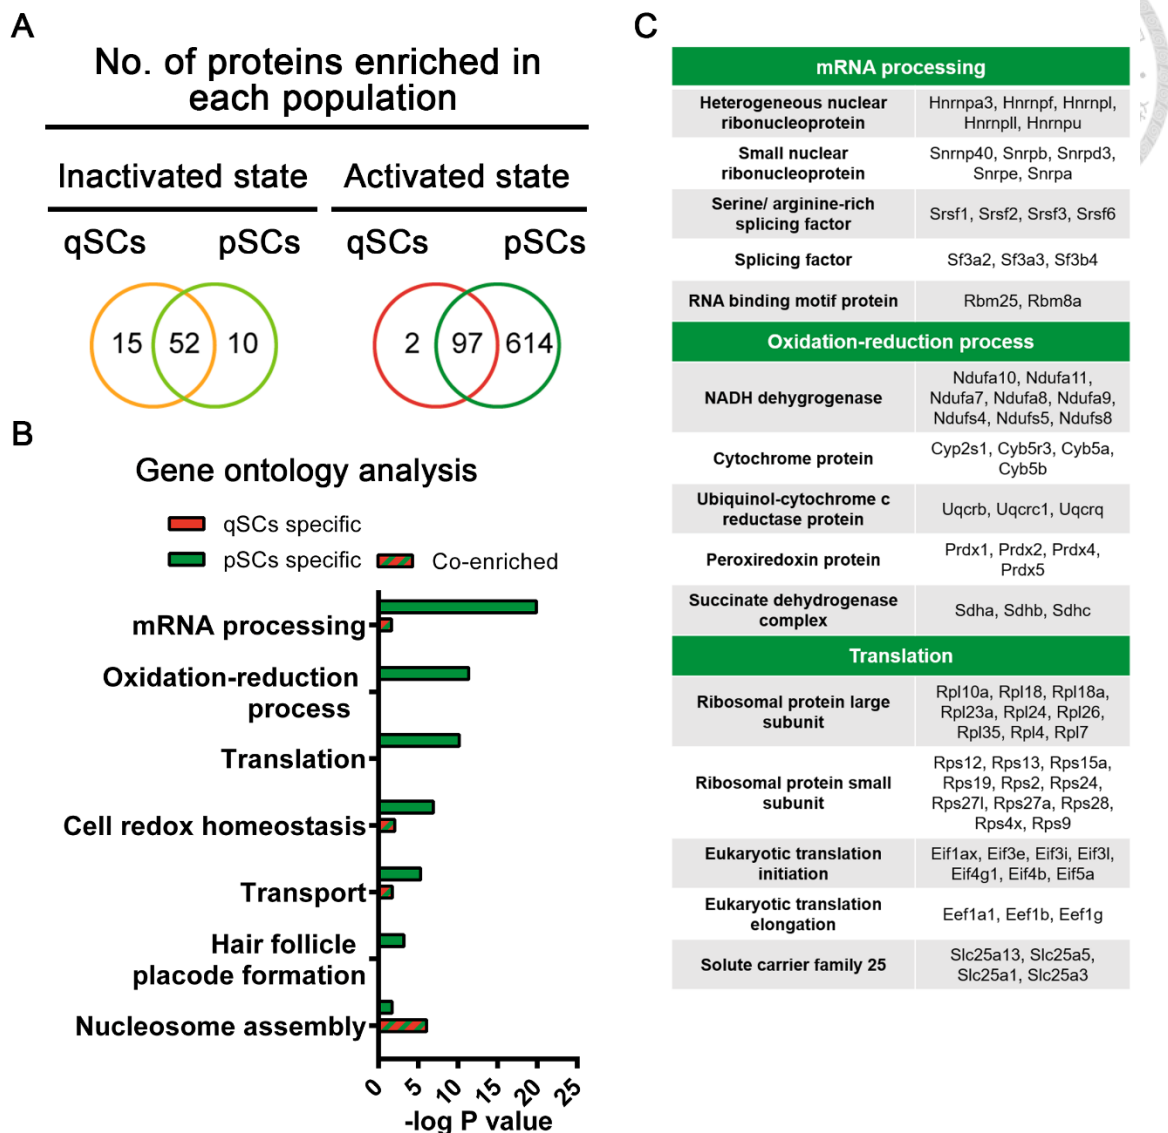 A
No. of proteins enriched in
each population
Inactivated state
Activated state
qSCs
pSCs
qSCs
pSCs
15
52
10
2
97
614
B
Gene ontology analysis
qSCs specific
pSCs specific
Co-enriched
mRNA processing
Oxidation-reduction
process
Translation
Cell redox homeostasis
Transport
Hair follicle
placode formation
Nucleosome assembly
0
5
10
15
20
25
-log P value
C
mRNA processing
Heterogeneous nuclear
ribonucleoprotein
Hnrnpa3, Hnrnpf, Hnrnpl,
Hnrnpll, Hnrnpu
Small nuclear
ribonucleoprotein
Snrnp40, Snrpb, Snrpd3,
Snrpe, Snrpa
Serine/ arginine-rich
splicing factor
Srsf1, Srsf2, Srsf3, Srsf6
Splicing factor
Sf3a2, Sf3a3, Sf3b4
RNA binding motif protein
Rbm25, Rbm8a
Oxidation-reduction process
NADH dehygrogenase
Ndufa10, Ndufa11,
Ndufa7, Ndufa8, Ndufa9,
Ndufs4, Ndufs5, Ndufs8
Cytochrome protein
Cyp2s1, Cyb5r3, Cyb5a,
Cyb5b
Ubiquinol-cytochrome c
reductase protein
Uqcrb, Uqcrc1, Uqcrq
Peroxiredoxin protein
Prdx1, Prdx2, Prdx4,
Prdx5
Succinate dehydrogenase
complex
Sdha, Sdhb, Sdhc
Translation
Ribosomal protein large
subunit
Rpl10a, Rpl18, Rpl18a,
Rpl23a, Rpl24, Rpl26,
Rpl35, Rpl4, Rpl7
Ribosomal protein small
subunit
Rps12, Rps13, Rps15a,
Rps19, Rps2, Rps24,
Rps27l, Rps27a, Rps28,
Rps4x, Rps9
Eukaryotic translation
initiation
Eif1ax, Eif3e, Eif3i, Eif3l,
Eif4g1, Eif4b, Eif5a
Eukaryotic translation
elongation
Eef1a1, Eef1b, Eef1g
Solute carrier family 25
Slc25a13, Slc25a5,
Slc25a1, Slc25a3